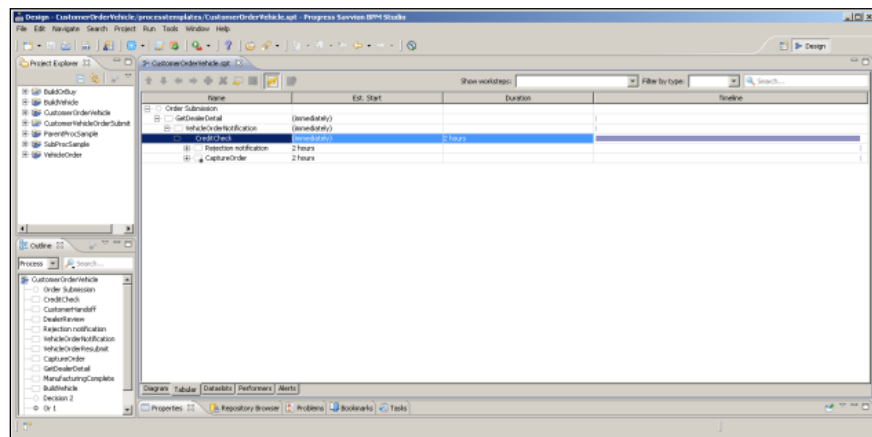 Design - CustomerOrderVehicle/processtemplates/CustomerOrderVehicle.spt - Progress Savvion BPM Studio
File Edit Navigate Search Project Run Tools Window Help
Design
Project Explorer
BuildOrBuy
BuildVehicle
CustomerOrderVehicle
CustomerVehicleOrderSubmit
ParentProcSample
SubProcSample
VehicleOrder
CustomerOrderVehicle.spt
Show worksteps: Filter by type: Search...
Name Est. Start Duration Timeline
Order Submission
GetDealerDetail (immediately)
VehicleOrderNotification (immediately)
CreditCheck (immediately) 2 hours
Rejection notification 2 hours
CaptureOrder 2 hours
Outline
Process Search...
CustomerOrderVehicle
Order Submission
CreditCheck
CustomerHandoff
DealerReview
Rejection notification
VehicleOrderNotification
VehicleOrderResubmit
CaptureOrder
GetDealerDetail
ManufacturingComplete
BuildVehicle
Decision 2
Or 1
Diagram Tabular Dataslots Performers Alerts
Properties Repository Browser Problems Bookmarks Tasks